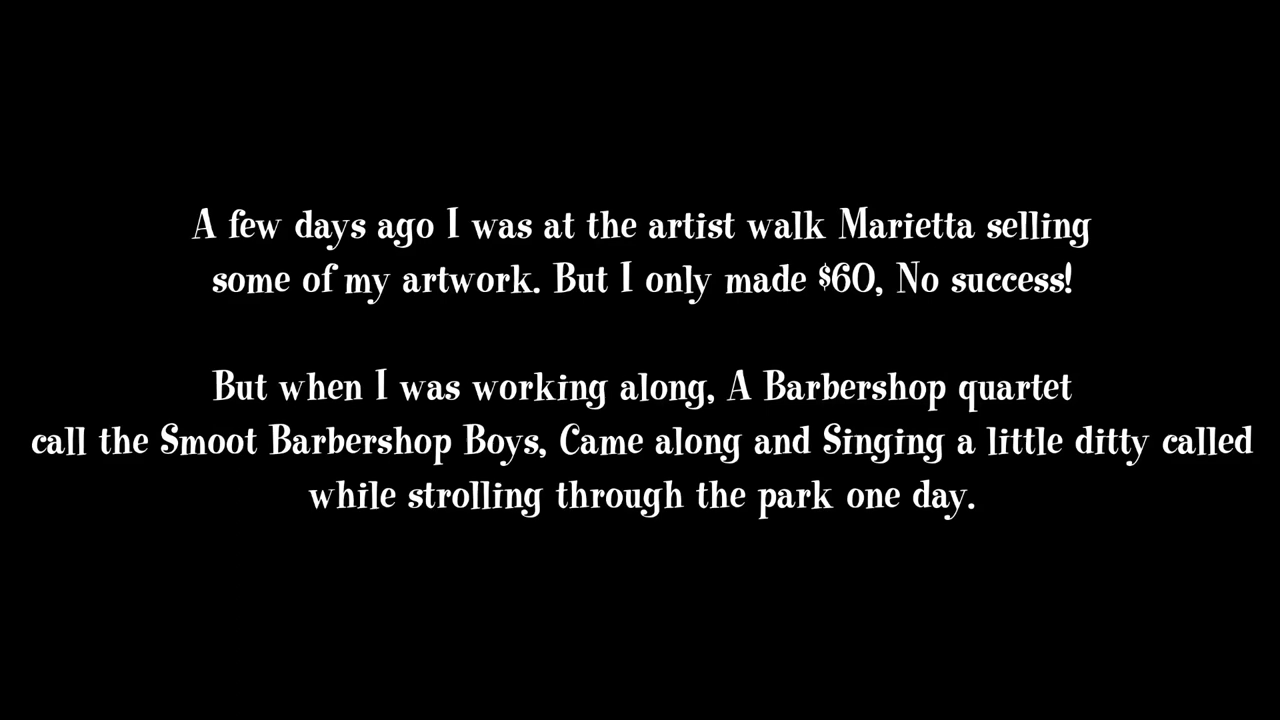 A few days ago I was at the artist walk Marietta selling
some of my artwork. But I only made $60, No success!
But when I was working along, A Barbershop quartet
call the Smoot Barbershop Boys, Came along and Singing a little ditty called
while strolling through the park one day.